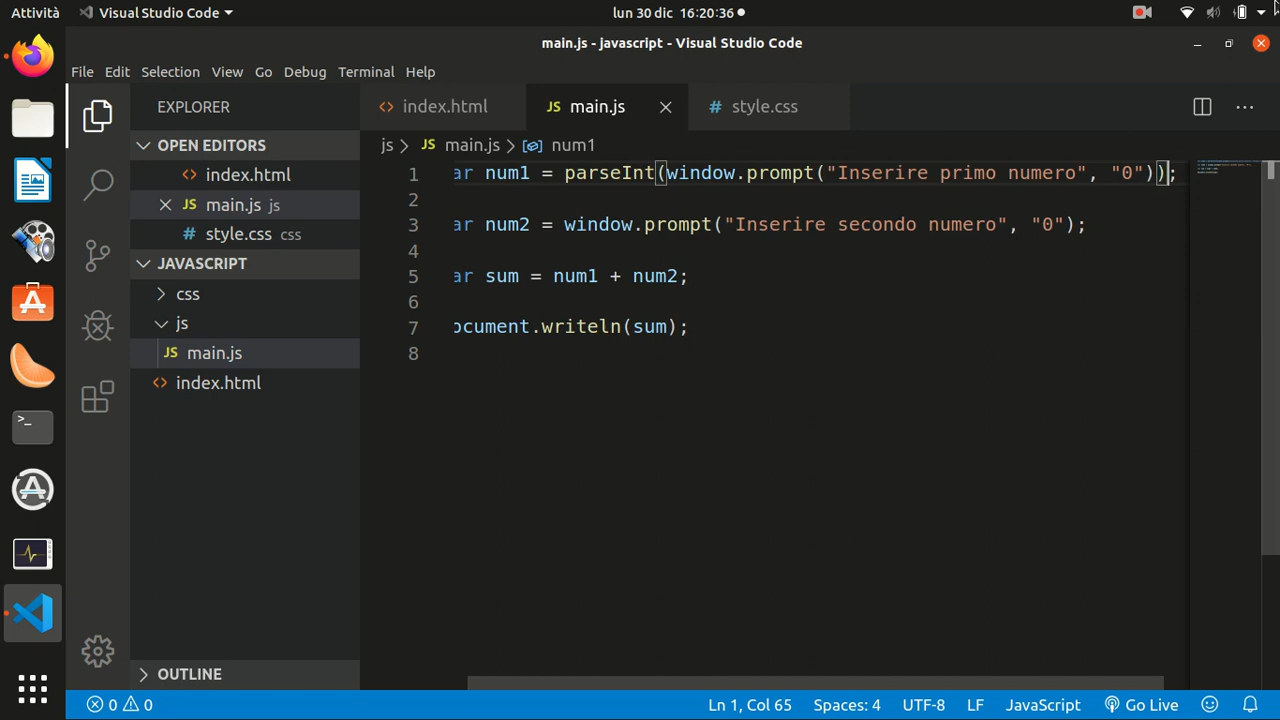 Attività Visual Studio Code lun 30 dic 16:20:36
main.js - javascript - Visual Studio Code
File Edit Selection View Go Debug Terminal Help
EXPLORER
OPEN EDITORS
index.html
JS main.js js
# style.css css
JAVASCRIPT
css
js
JS main.js
index.html
OUTLINE
index.html JS main.js # style.css
js > JS main.js > num1
1 ar num1 = parseInt(window.prompt("Inserire primo numero", "0"));
2
3 ar num2 = window.prompt("Inserire secondo numero", "0");
4
5 ar sum = num1 + num2;
6
7 ocument.writeln(sum);
8
0 0 Ln 1, Col 65 Spaces: 4 UTF-8 LF JavaScript Go Live